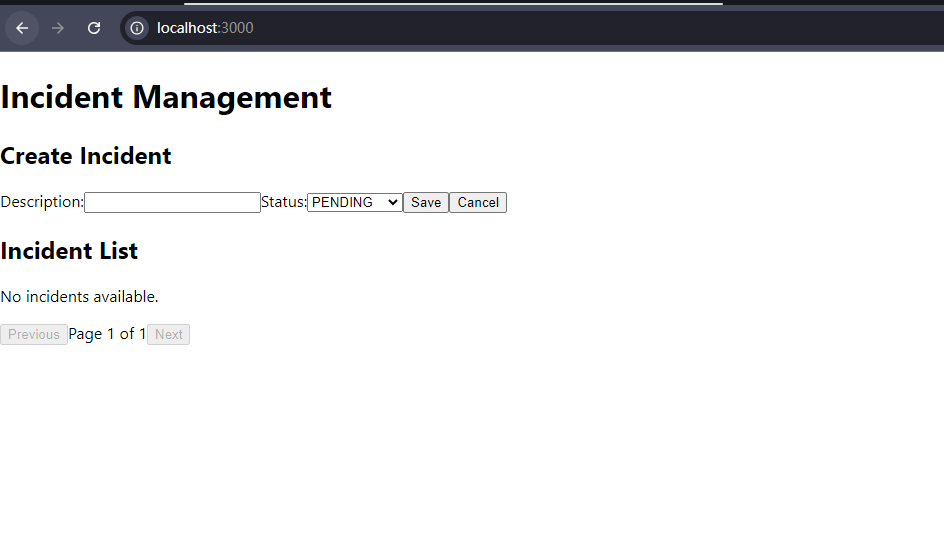 localhost:3000
Incident Management
Create Incident
Description: Status: PENDING Save Cancel
Incident List
No incidents available.
Previous Page 1 of 1 Next